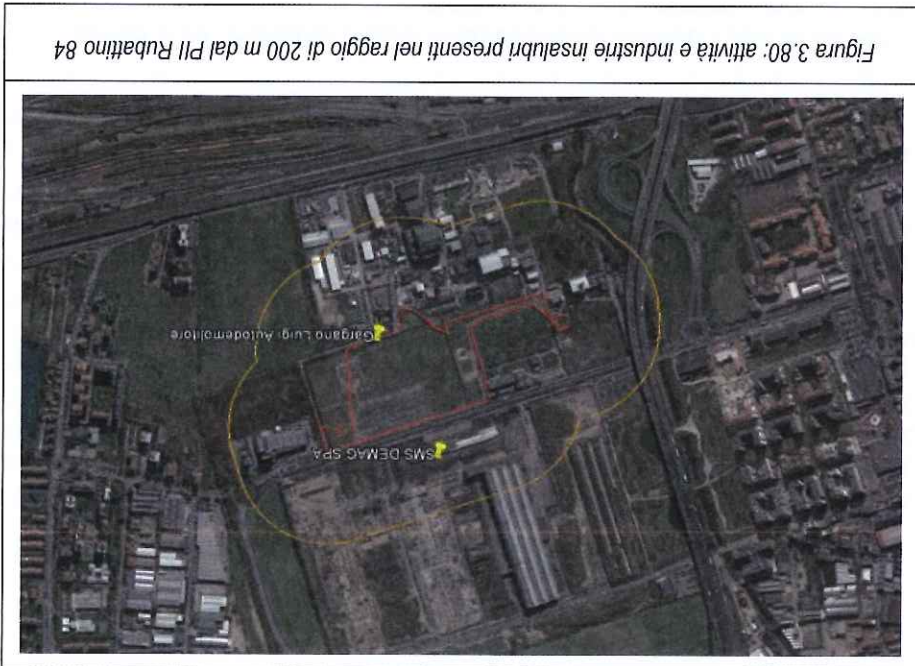 Figura 3.80: attività e industrie insalubri presenti nel raggio di 200 m dal PII Rubattino 84
SMS DEMAG SPA
Gargano Luigi Autodemolitore